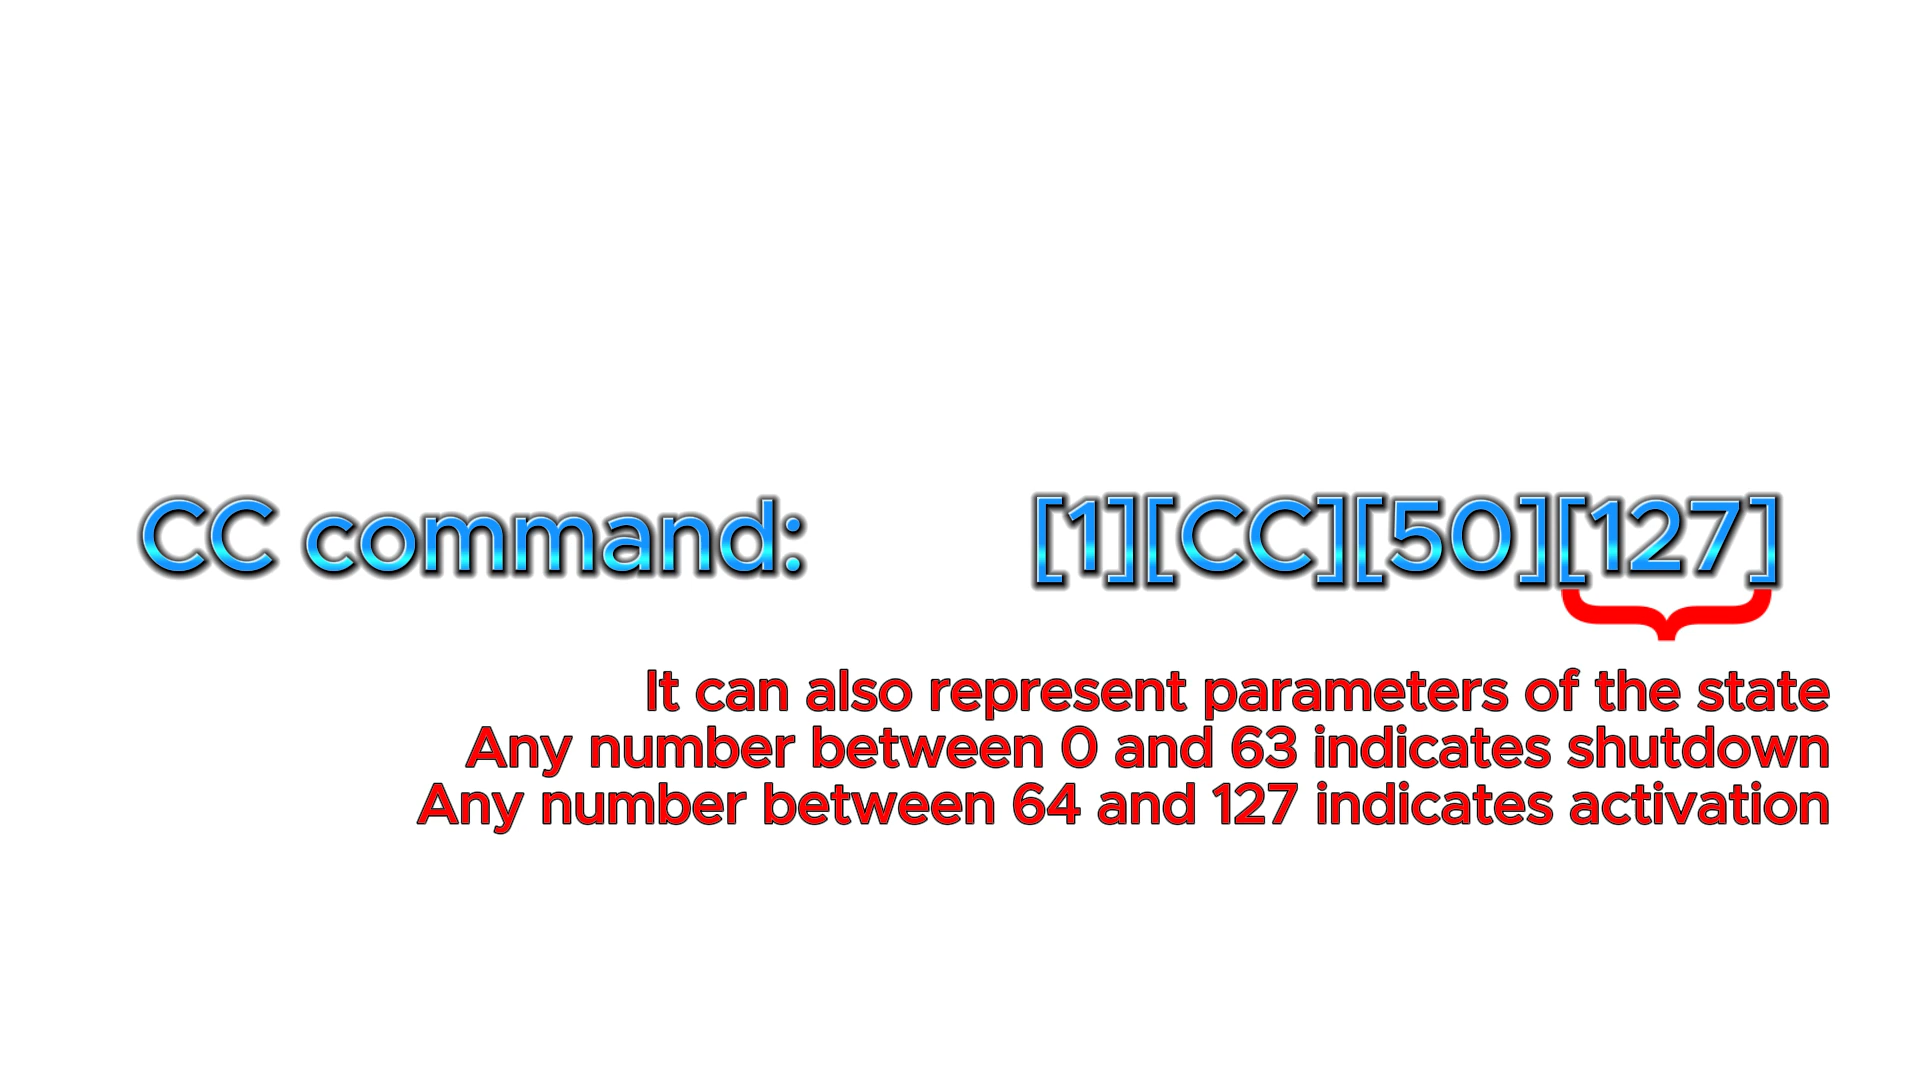 CC command: [1][CC][50][127]
It can also represent parameters of the state
Any number between 0 and 63 indicates shutdown
Any number between 64 and 127 indicates activation